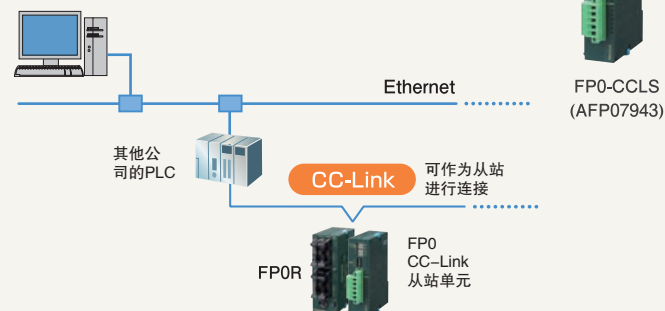 Ethernet
FP0-CCLS
(AFP07943)
其他公
司的PLC
CC-Link
可作为从站
进行连接
FP0R
FP0
CC-Link
从站单元